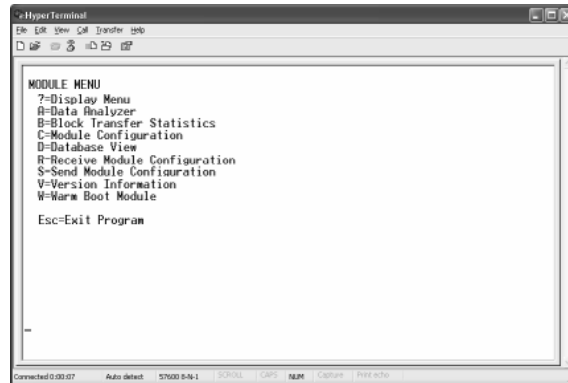 HyperTerminal
File Edit View Call Transfer Help
MODULE MENU
?=Display Menu
A=Data Analyzer
B=Block Transfer Statistics
C=Module Configuration
D=Database View
R=Receive Module Configuration
S=Send Module Configuration
V=Version Information
W=Warm Boot Module
Esc=Exit Program
Connected 0:00:07 Auto detect 57600 8-N-1 SCROLL CAPS NUM Capture Print echo